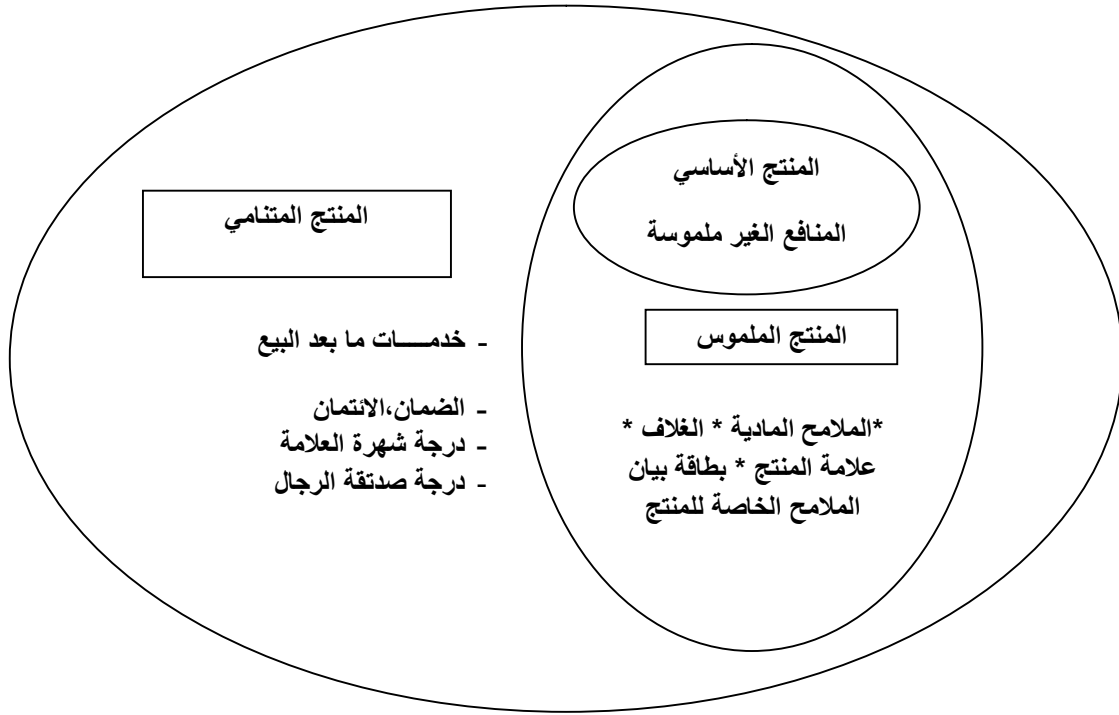 المنتج الأساسي
المنافع الغير ملموسة
المنتج الملموس
*الملامح المادية * الغلاف *
علامة المنتج * بطاقة بيان
الملامح الخاصة للمنتج
المنتج المتنامي
- خدمـــــات ما بعد البيع
- الضمان،الائتمان
- درجة شهرة العلامة
- درجة صدتقة الرجال